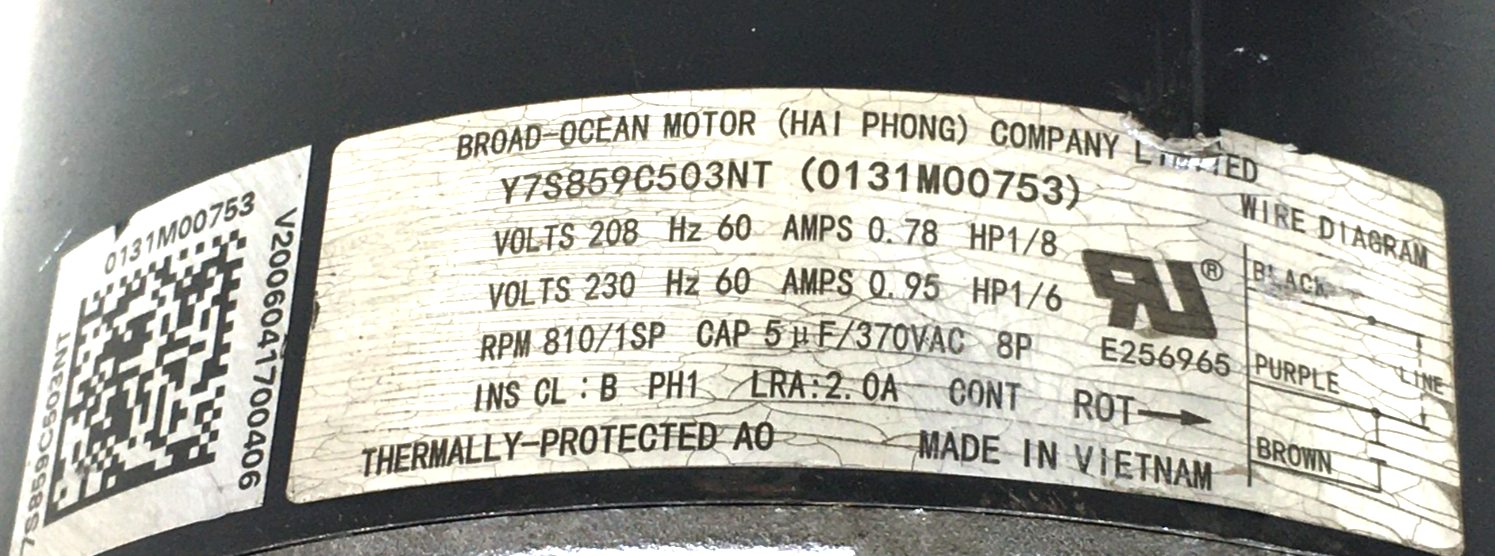 0131M00753
V2006041700406
7S859C503NT
BROAD-OCEAN MOTOR (HAI PHONG) COMPANY LIMITED
Y7S859C503NT (0131M00753)
VOLTS 208 Hz 60 AMPS 0.78 HP1/8
VOLTS 230 Hz 60 AMPS 0.95 HP1/6
RPM 810/1SP CAP 5μF/370VAC 8P
INS CL:B PH1 LRA:2.0A CONT ROT→
THERMALLY-PROTECTED AO MADE IN VIETNAM
RU®
E256965
WIRE DIAGRAM
BLACK
PURPLE
LINE
BROWN